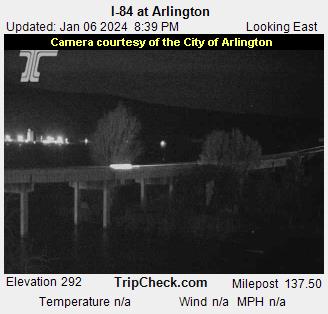 I-84 at Arlington
Updated: Jan 06 2024 8:39 PM Looking East
Camera courtesy of the City of Arlington
Elevation 292 TripCheck.com Milepost 137.50
Temperature n/a Wind n/a MPH n/a